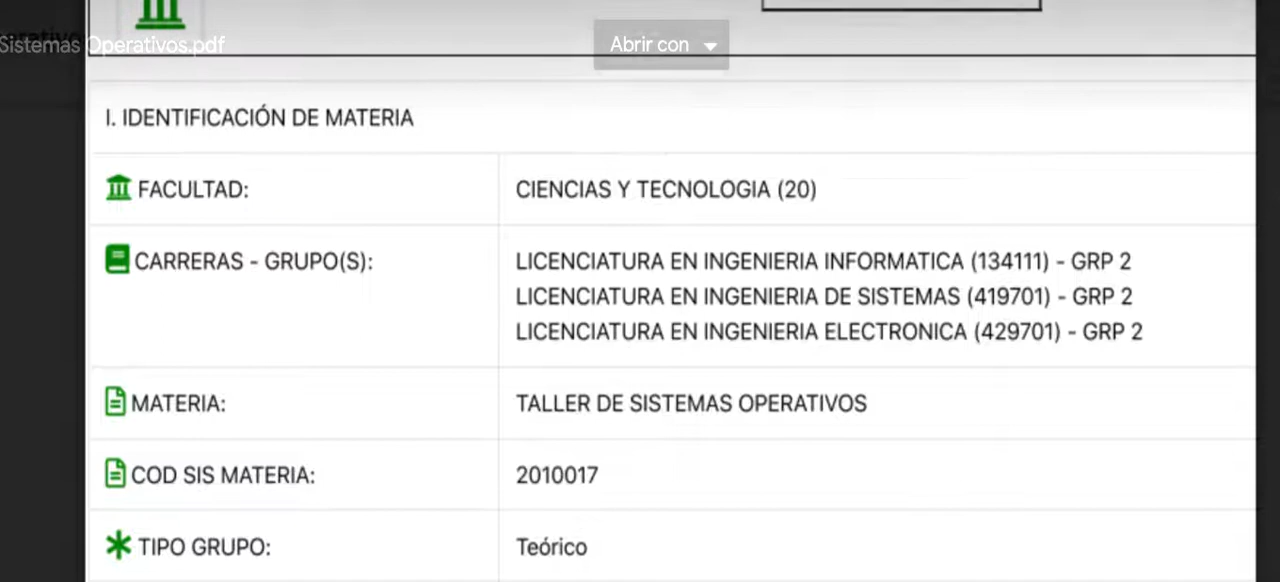 Sistemas Operativos.pdf
Abrir con
I. IDENTIFICACIÓN DE MATERIA
FACULTAD:
CIENCIAS Y TECNOLOGIA (20)
CARRERAS - GRUPO(S):
LICENCIATURA EN INGENIERIA INFORMATICA (134111) - GRP 2
LICENCIATURA EN INGENIERIA DE SISTEMAS (419701) - GRP 2
LICENCIATURA EN INGENIERIA ELECTRONICA (429701) - GRP 2
MATERIA:
TALLER DE SISTEMAS OPERATIVOS
COD SIS MATERIA:
2010017
TIPO GRUPO:
Teórico